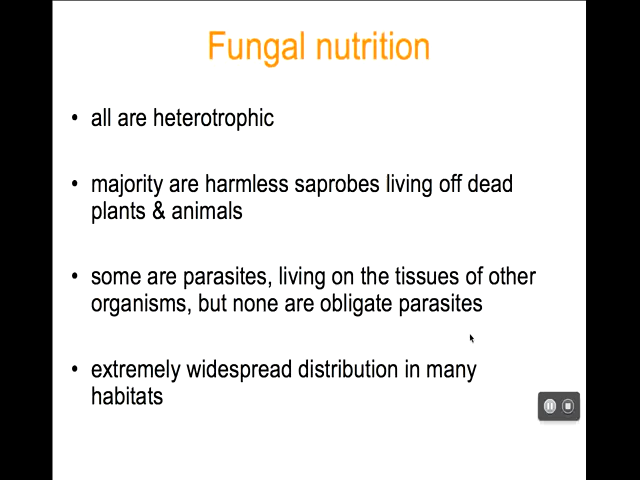 Fungal nutrition
• all are heterotrophic
• majority are harmless saprobes living off dead
plants & animals
• some are parasites, living on the tissues of other
organisms, but none are obligate parasites
• extremely widespread distribution in many
habitats